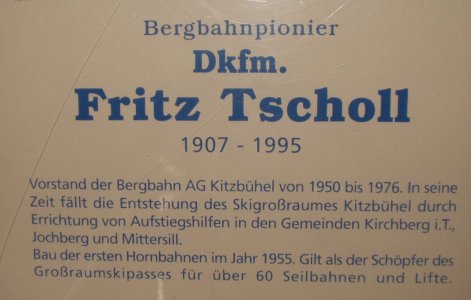 Bergbahnpionier
Dkfm.
Fritz Tscholl
1907 - 1995
Vorstand der Bergbahn AG Kitzbühel von 1950 bis 1976. In seine
Zeit fällt die Entstehung des Skigroßraumes Kitzbühel durch
Errichtung von Aufstiegshilfen in den Gemeinden Kirchberg i.T.,
Jochberg und Mittersill.
Bau der ersten Hornbahnen im Jahr 1955. Gilt als der Schöpfer des
Großraumskipasses für über 60 Seilbahnen und Lifte.